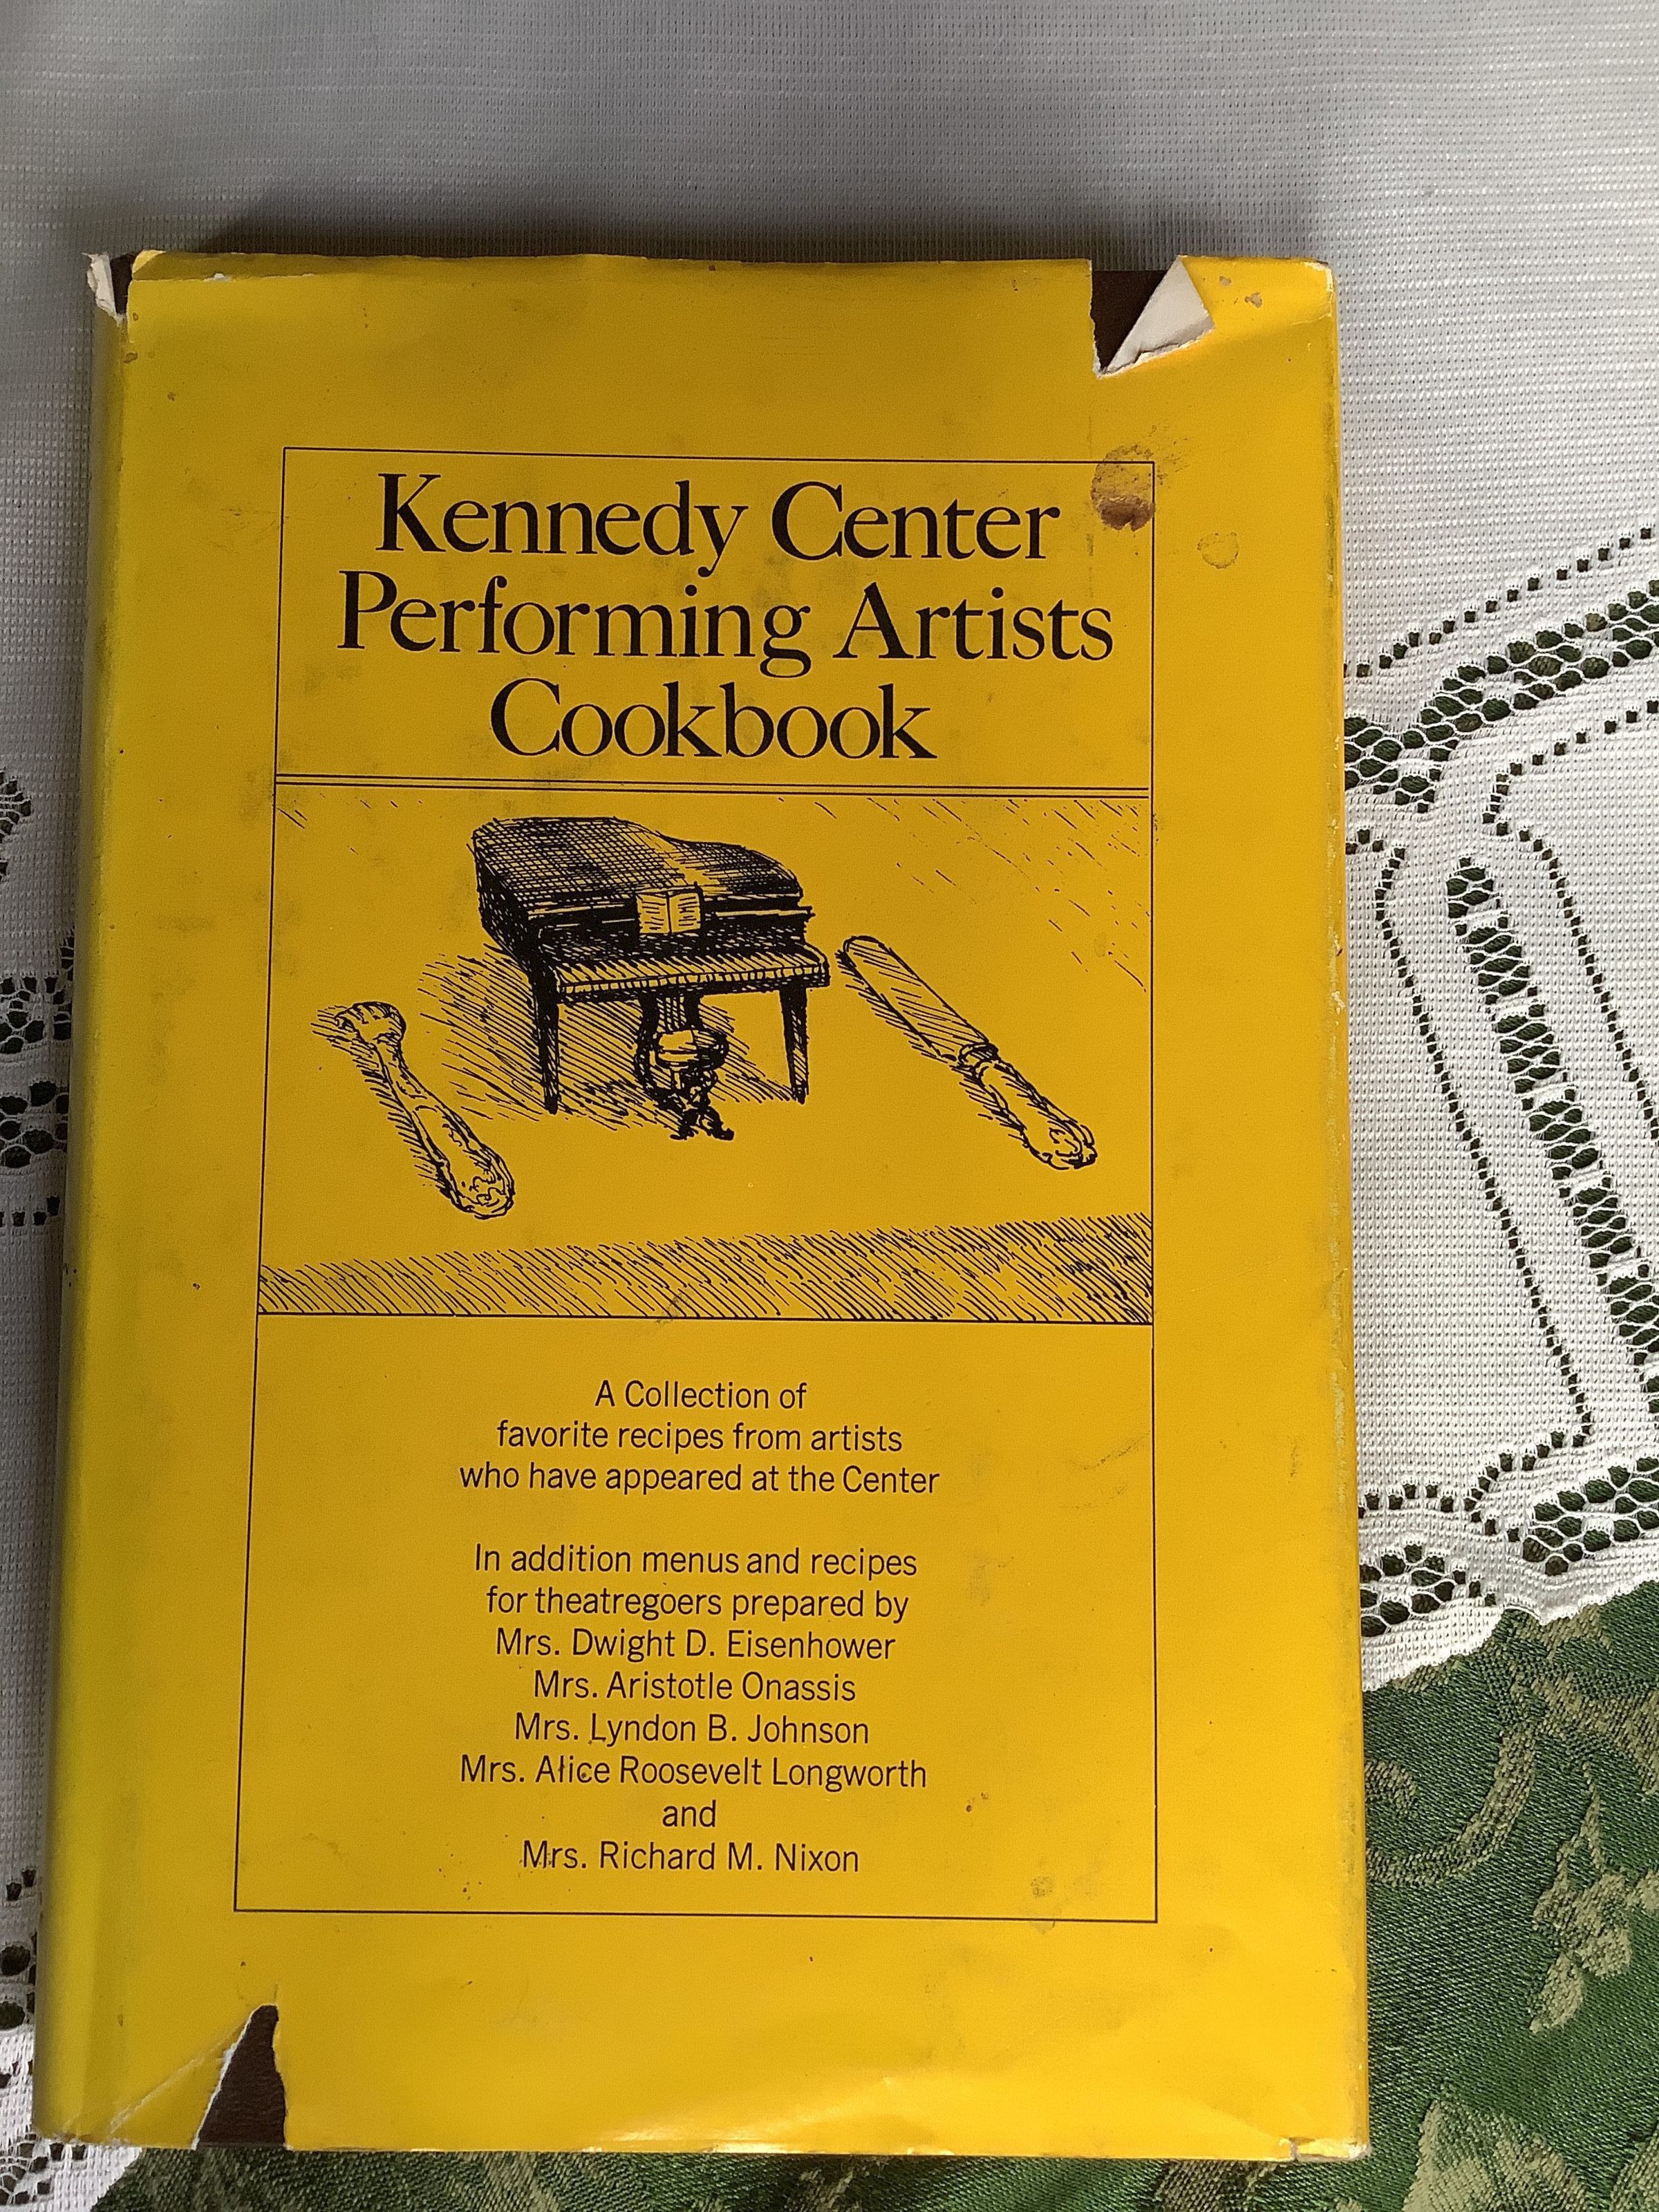 Kennedy Center
Performing Artists
Cookbook
A Collection of
favorite recipes from artists
who have appeared at the Center
In addition menus and recipes
for theatregoers prepared by
Mrs. Dwight D. Eisenhower
Mrs. Aristotle Onassis
Mrs. Lyndon B. Johnson
Mrs. Alice Roosevelt Longworth
and
Mrs. Richard M. Nixon